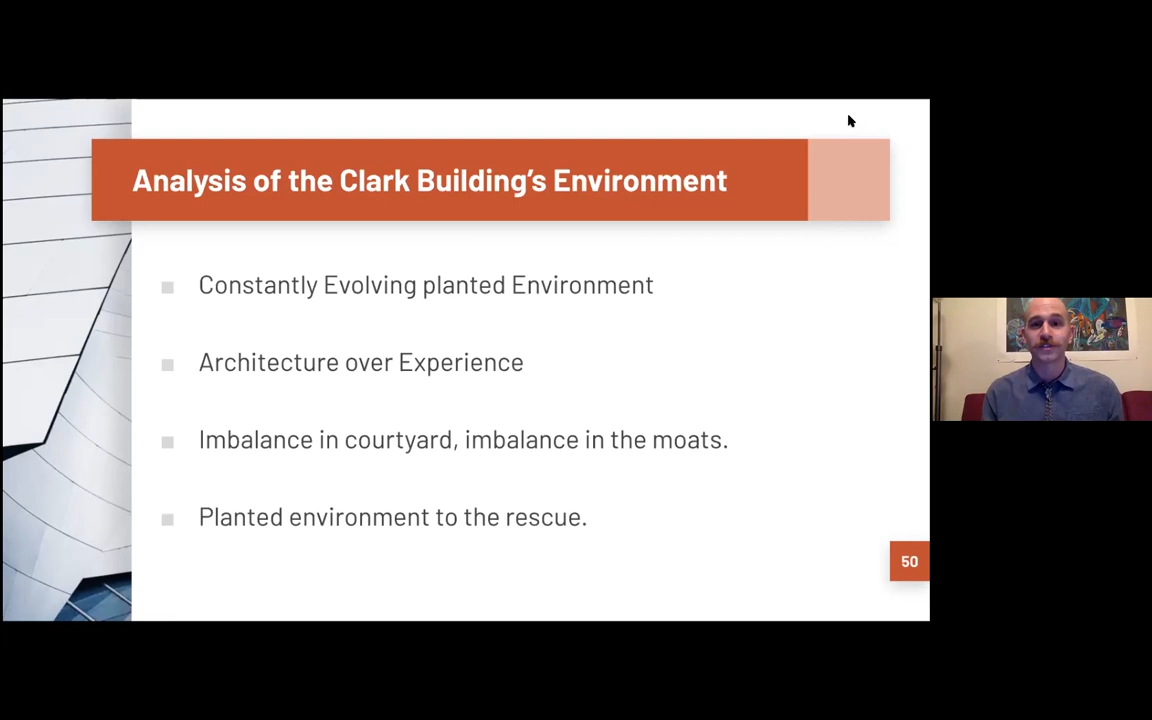 Analysis of the Clark Building's Environment
Constantly Evolving planted Environment
Architecture over Experience
Imbalance in courtyard, imbalance in the moats.
Planted environment to the rescue.
50